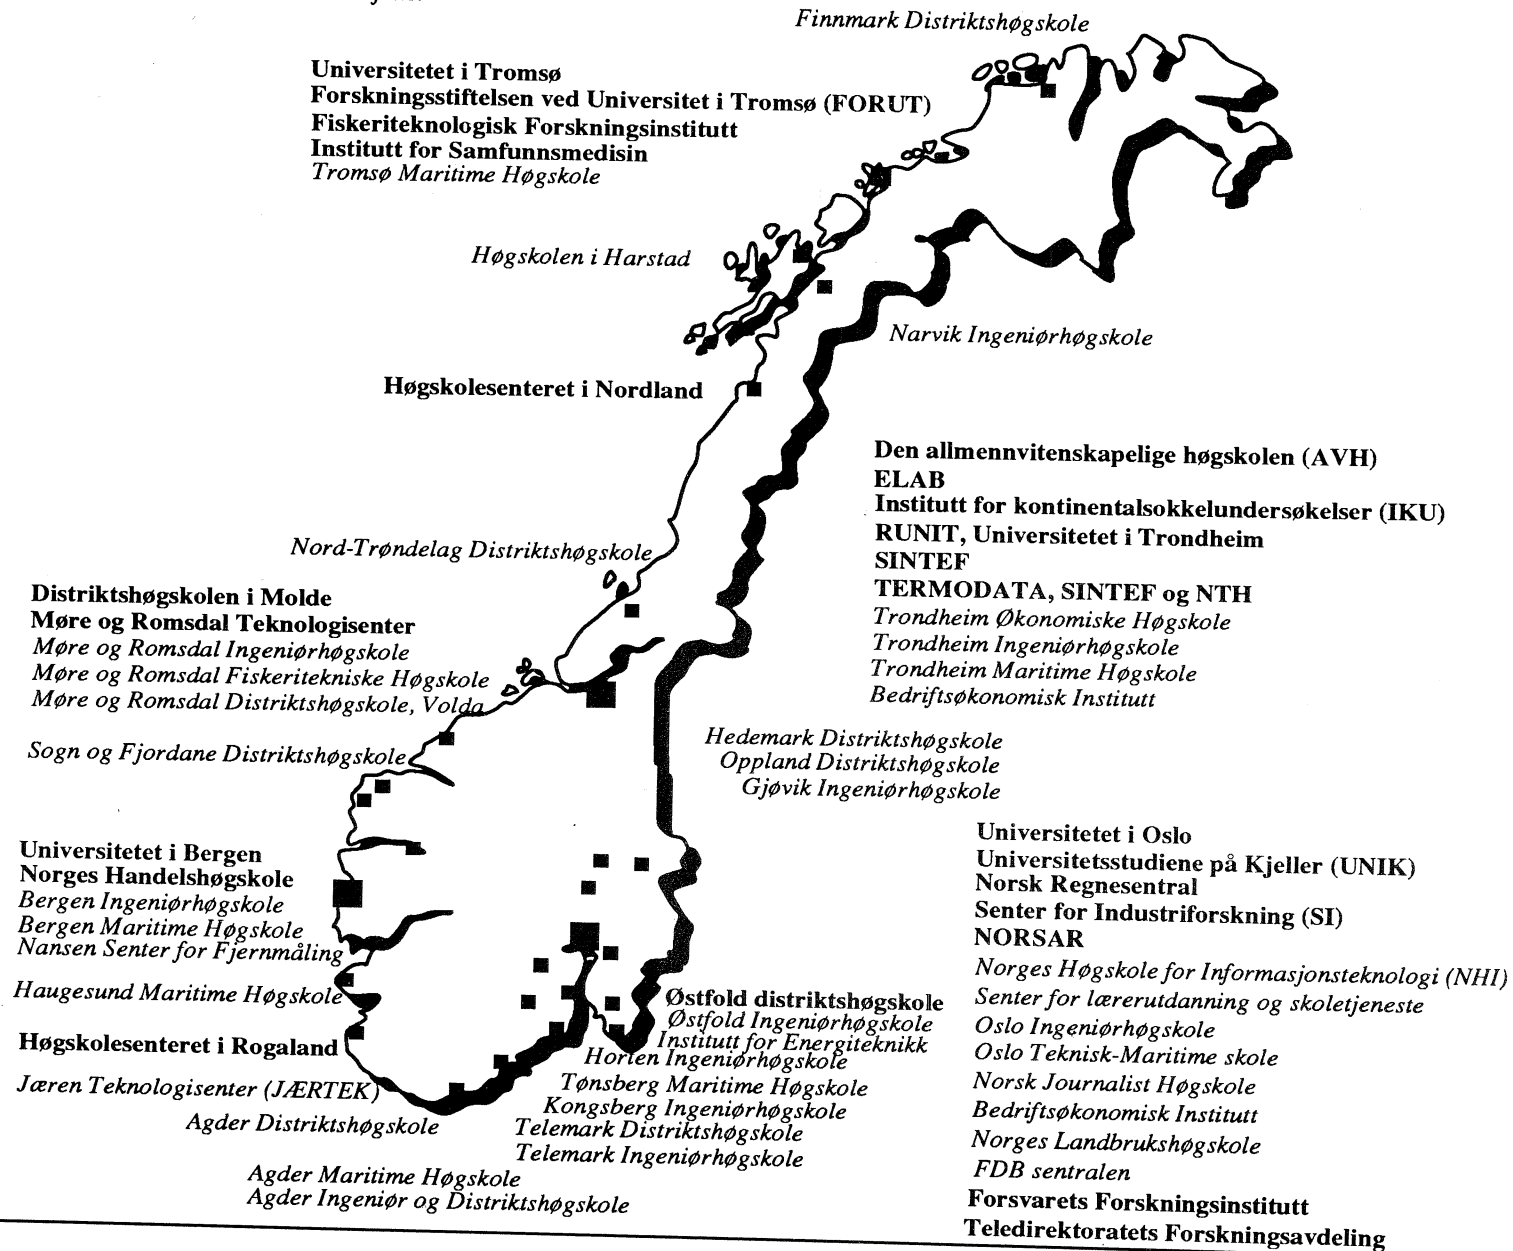 Finnmark Distriktshøgskole
Universitetet i Tromsø
Forskningsstiftelsen ved Universitet i Tromsø (FORUT)
Fiskeriteknologisk Forskningsinstitutt
Institutt for Samfunnsmedisin
Tromsø Maritime Høgskole
Høgskolen i Harstad
Narvik Ingeniørhøgskole
Høgskolesenteret i Nordland
Den allmennvitenskapelige høgskolen (AVH)
ELAB
Institutt for kontinentalsokkelundersøkelser (IKU)
RUNIT, Universitetet i Trondheim
SINTEF
TERMODATA, SINTEF og NTH
Trondheim Økonomiske Høgskole
Trondheim Ingeniørhøgskole
Trondheim Maritime Høgskole
Bedriftsøkonomisk Institutt
Nord-Trøndelag Distriktshøgskole
Distriktshøgskolen i Molde
Møre og Romsdal Teknologisenter
Møre og Romsdal Ingeniørhøgskole
Møre og Romsdal Fiskeritekniske Høgskole
Møre og Romsdal Distriktshøgskole, Volda
Sogn og Fjordane Distriktshøgskole
Hedemark Distriktshøgskole
Oppland Distriktshøgskole
Gjøvik Ingeniørhøgskole
Universitetet i Bergen
Norges Handelshøgskole
Bergen Ingeniørhøgskole
Bergen Maritime Høgskole
Nansen Senter for Fjernmåling
Haugesund Maritime Høgskole
Høgskolesenteret i Rogaland
Jæren Teknologisenter (JÆRTEK)
Agder Distriktshøgskole
Agder Maritime Høgskole
Agder Ingeniør og Distriktshøgskole
Østfold distriktshøgskole
Østfold Ingeniørhøgskole
Institutt for Energiteknikk
Horten Ingeniørhøgskole
Tønsberg Maritime Høgskole
Kongsberg Ingeniørhøgskole
Telemark Distriktshøgskole
Telemark Ingeniørhøgskole
Universitetet i Oslo
Universitetsstudiene på Kjeller (UNIK)
Norsk Regnesentral
Senter for Industriforskning (SI)
NORSAR
Norges Høgskole for Informasjonsteknologi (NHI)
Senter for lærerutdanning og skoletjeneste
Oslo Ingeniørhøgskole
Oslo Teknisk-Maritime skole
Norsk Journalist Høgskole
Bedriftsøkonomisk Institutt
Norges Landbrukshøgskole
FDB sentralen
Forsvarets Forskningsinstitutt
Teledirektoratets Forskningsavdeling